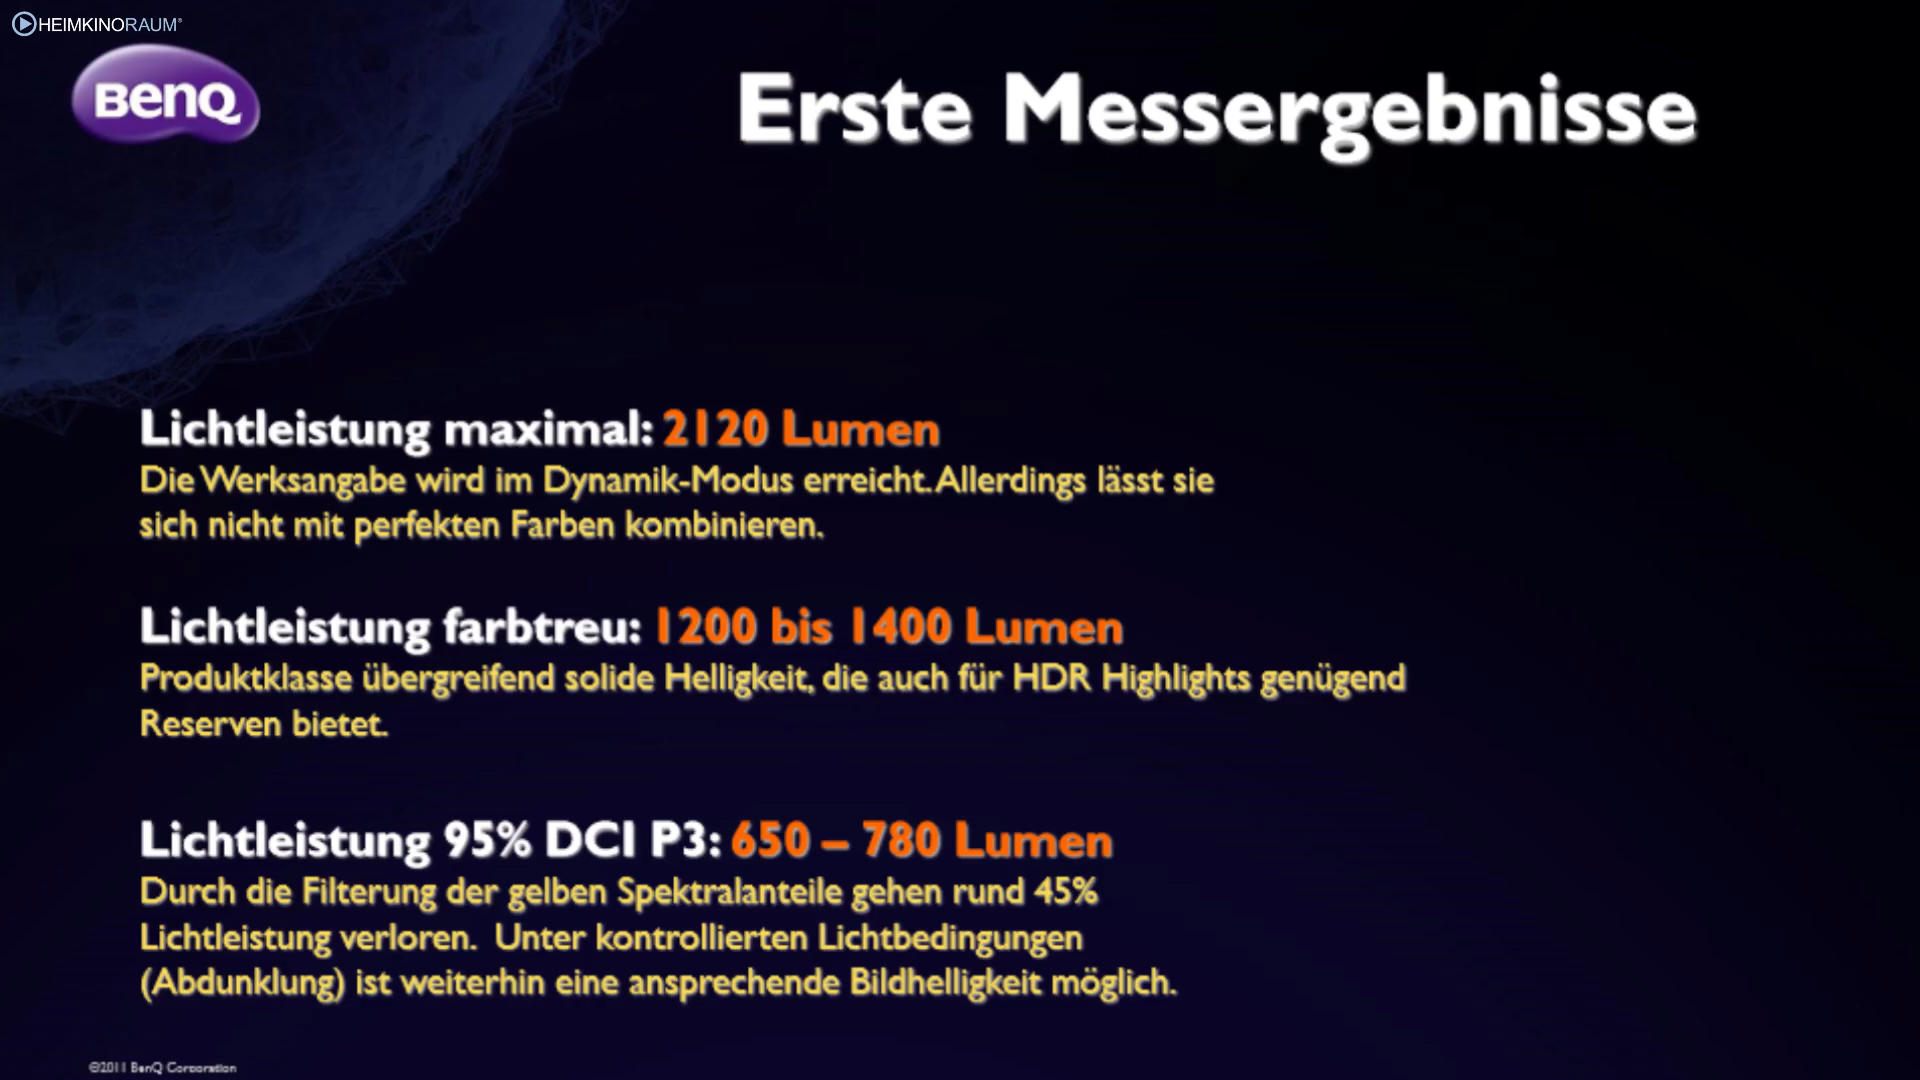 HEIMKINORAUM®
BenQ
Erste Messergebnisse
Lichtleistung maximal: 2120 Lumen
Die Werksangabe wird im Dynamik-Modus erreicht. Allerdings lässt sie
sich nicht mit perfekten Farben kombinieren.
Lichtleistung farbtreu: 1200 bis 1400 Lumen
Produktklasse übergreifend solide Helligkeit, die auch für HDR Highlights genügend
Reserven bietet.
Lichtleistung 95% DCI P3: 650 – 780 Lumen
Durch die Filterung der gelben Spektralanteile gehen rund 45%
Lichtleistung verloren. Unter kontrollierten Lichtbedingungen
(Abdunklung) ist weiterhin eine ansprechende Bildhelligkeit möglich.
©2011 BenQ Corporation